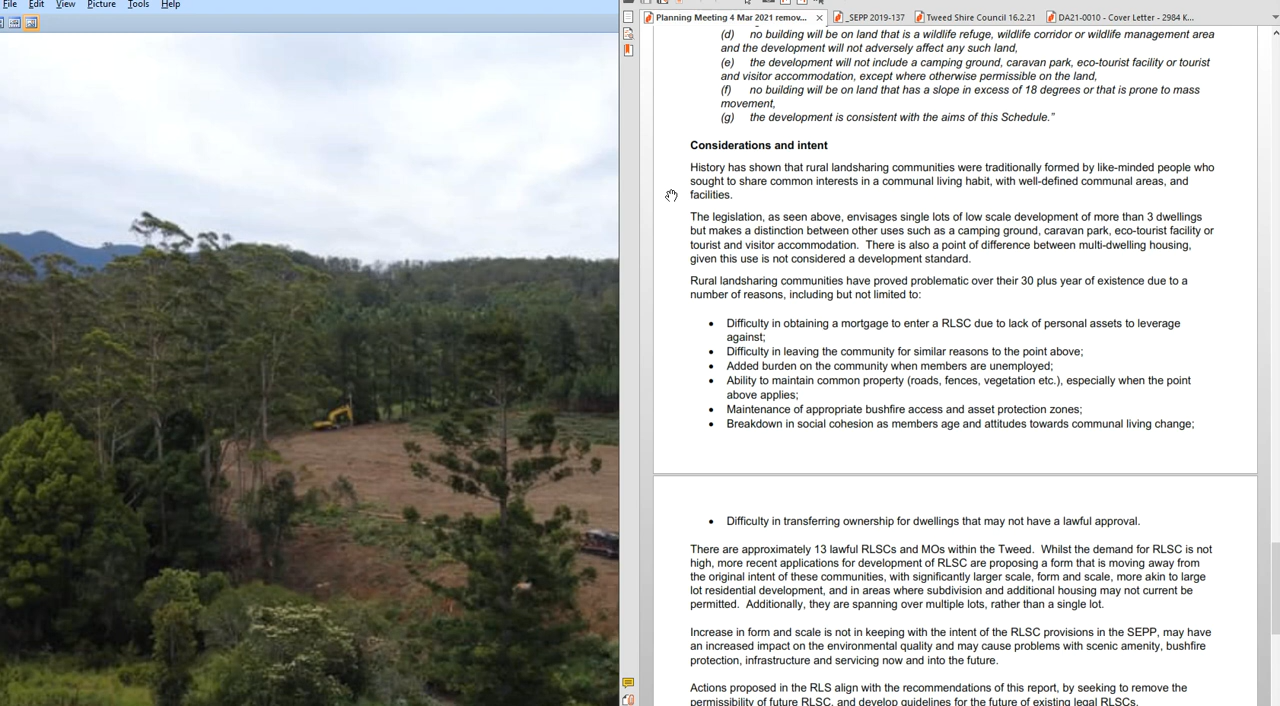 File Edit View Picture Tools Help
Planning Meeting 4 Mar 2021 remov... _SEPP 2019-137 Tweed Shire Council 16.2.21 DA21-0010 - Cover Letter - 2984 K...
(d) no building will be on land that is a wildlife refuge, wildlife corridor or wildlife management area
and the development will not adversely affect any such land,
(e) the development will not include a camping ground, caravan park, eco-tourist facility or tourist
and visitor accommodation, except where otherwise permissible on the land,
(f) no building will be on land that has a slope in excess of 18 degrees or that is prone to mass
movement,
(g) the development is consistent with the aims of this Schedule."
Considerations and intent
History has shown that rural landsharing communities were traditionally formed by like-minded people who
sought to share common interests in a communal living habit, with well-defined communal areas, and
facilities.
The legislation, as seen above, envisages single lots of low scale development of more than 3 dwellings
but makes a distinction between other uses such as a camping ground, caravan park, eco-tourist facility or
tourist and visitor accommodation. There is also a point of difference between multi-dwelling housing,
given this use is not considered a development standard.
Rural landsharing communities have proved problematic over their 30 plus year of existence due to a
number of reasons, including but not limited to:
• Difficulty in obtaining a mortgage to enter a RLSC due to lack of personal assets to leverage
against;
• Difficulty in leaving the community for similar reasons to the point above;
• Added burden on the community when members are unemployed;
• Ability to maintain common property (roads, fences, vegetation etc.), especially when the point
above applies;
• Maintenance of appropriate bushfire access and asset protection zones;
• Breakdown in social cohesion as members age and attitudes towards communal living change;
• Difficulty in transferring ownership for dwellings that may not have a lawful approval.
There are approximately 13 lawful RLSCs and MOs within the Tweed. Whilst the demand for RLSC is not
high, more recent applications for development of RLSC are proposing a form that is moving away from
the original intent of these communities, with significantly larger scale, form and scale, more akin to large
lot residential development, and in areas where subdivision and additional housing may not current be
permitted. Additionally, they are spanning over multiple lots, rather than a single lot.
Increase in form and scale is not in keeping with the intent of the RLSC provisions in the SEPP, may have
an increased impact on the environmental quality and may cause problems with scenic amenity, bushfire
protection, infrastructure and servicing now and into the future.
Actions proposed in the RLS align with the recommendations of this report, by seeking to remove the
permissibility of future RLSC, and develop guidelines for the future of existing legal RLSCs.